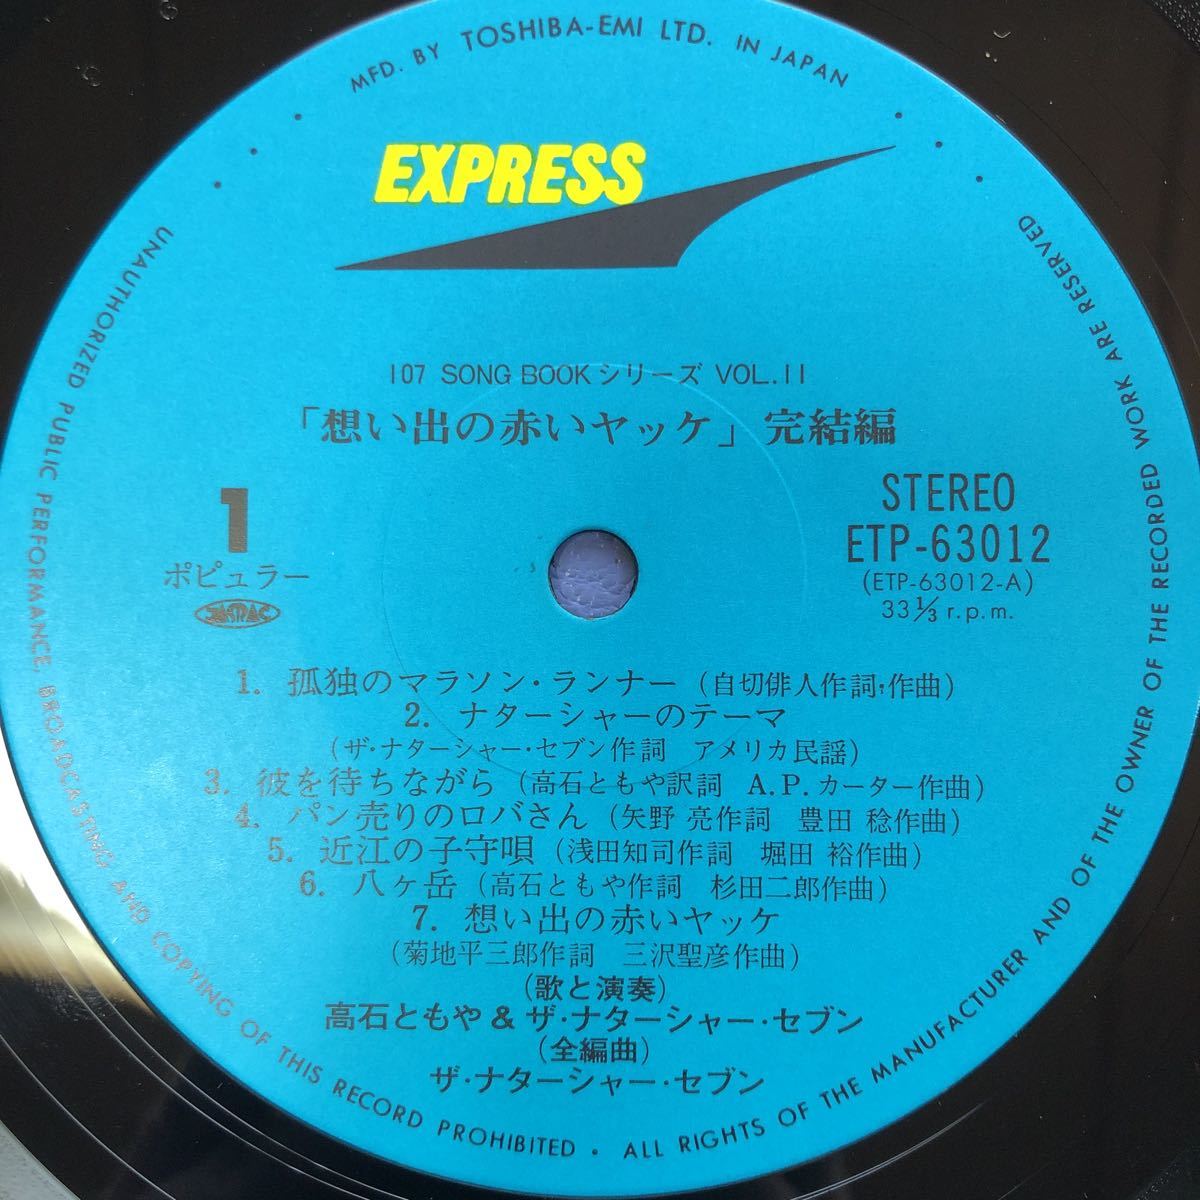 MFD. BY TOSHIBA-EMI LTD. IN JAPAN
EXPRESS
107 SONG BOOKシリーズ VOL.11
「想い出の赤いヤッケ」完結編
1
ポピュラー
STEREO
ETP-63012
(ETP-63012-A)
33⅓ r.p.m.
1. 孤独のマラソン・ランナー(自切俳人作詞・作曲)
2. ナターシャーのテーマ
(ザ・ナターシャー・セブン作詞 アメリカ民謡)
3. 彼を待ちながら(高石ともや訳詞 A.P.カーター作曲)
4. パン売りのロバさん(矢野 亮作詞 豊田 稔作曲)
5. 近江の子守唄(浅田知司作詞 堀田 裕作曲)
6. 八ヶ岳(高石ともや作詞 杉田二郎作曲)
7. 想い出の赤いヤッケ
(菊地平三郎作詞 三沢聖彦作曲)
(歌と演奏)
高石ともや&ザ・ナターシャー・セブン
(全編曲)
ザ・ナターシャー・セブン
UNAUTHORIZED PUBLIC PERFORMANCE, BROADCASTING AND COPYING OF THIS RECORD PROHIBITED • ALL RIGHTS OF THE MANUFACTURER AND OF THE OWNER OF THE RECORDED WORK ARE RESERVED